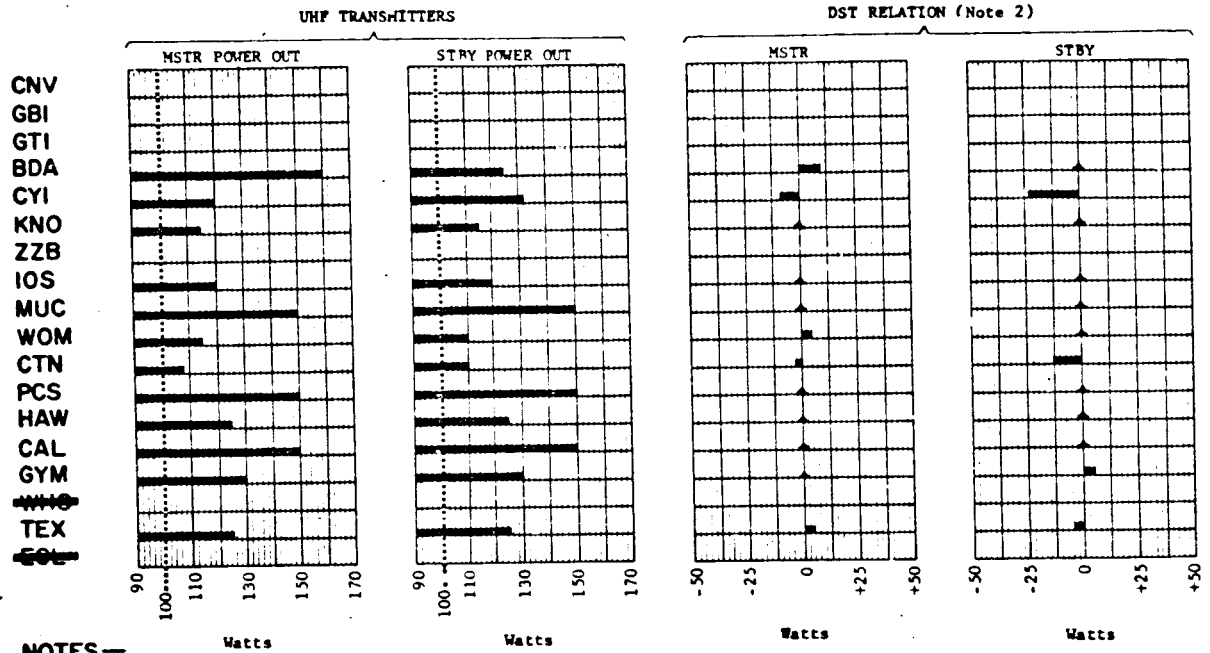 UHF TRANSMITTERS
DST RELATION (Note 2)
MSTR POWER OUT
STBY POWER OUT
MSTR
STBY
CNV
GBI
GTI
BDA
CYI
KNO
ZZB
IOS
MUC
WOM
CTN
PCS
HAW
CAL
GYM
WHS
TEX
EGL
90 100 110 130 150 170
90 100 110 130 150 170
-50 -25 0 +25 +50
-50 -25 0 +25 +50
Watts
Watts
Watts
Watts
NOTES—